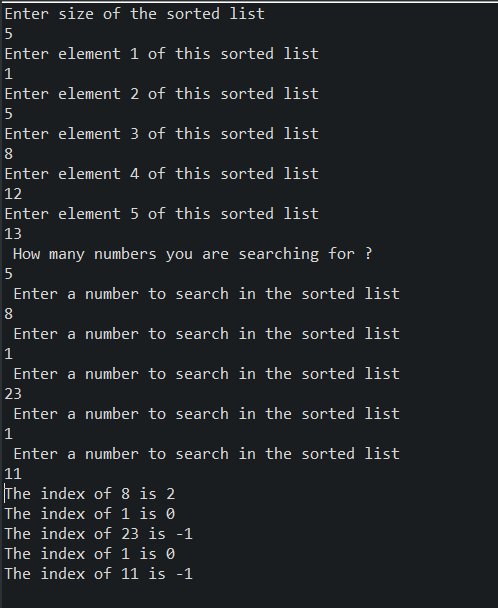 Enter size of the sorted list
5
Enter element 1 of this sorted list
1
Enter element 2 of this sorted list
5
Enter element 3 of this sorted list
8
Enter element 4 of this sorted list
12
Enter element 5 of this sorted list
13
How many numbers you are searching for ?
5
Enter a number to search in the sorted list
8
Enter a number to search in the sorted list
1
Enter a number to search in the sorted list
23
Enter a number to search in the sorted list
1
Enter a number to search in the sorted list
11
The index of 8 is 2
The index of 1 is 0
The index of 23 is -1
The index of 1 is 0
The index of 11 is -1